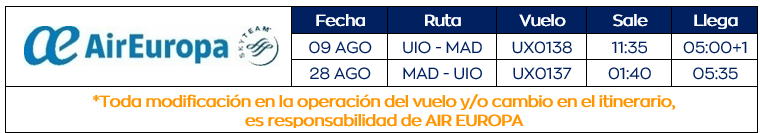 Fecha Ruta Vuelo Sale Llega
AirEuropa SKYTEAM 09 AGO UIO - MAD UX0138 11:35 05:00+1
28 AGO MAD - UIO UX0137 01:40 05:35
*Toda modificación en la operación del vuelo y/o cambio en el itinerario,
es responsabilidad de AIR EUROPA